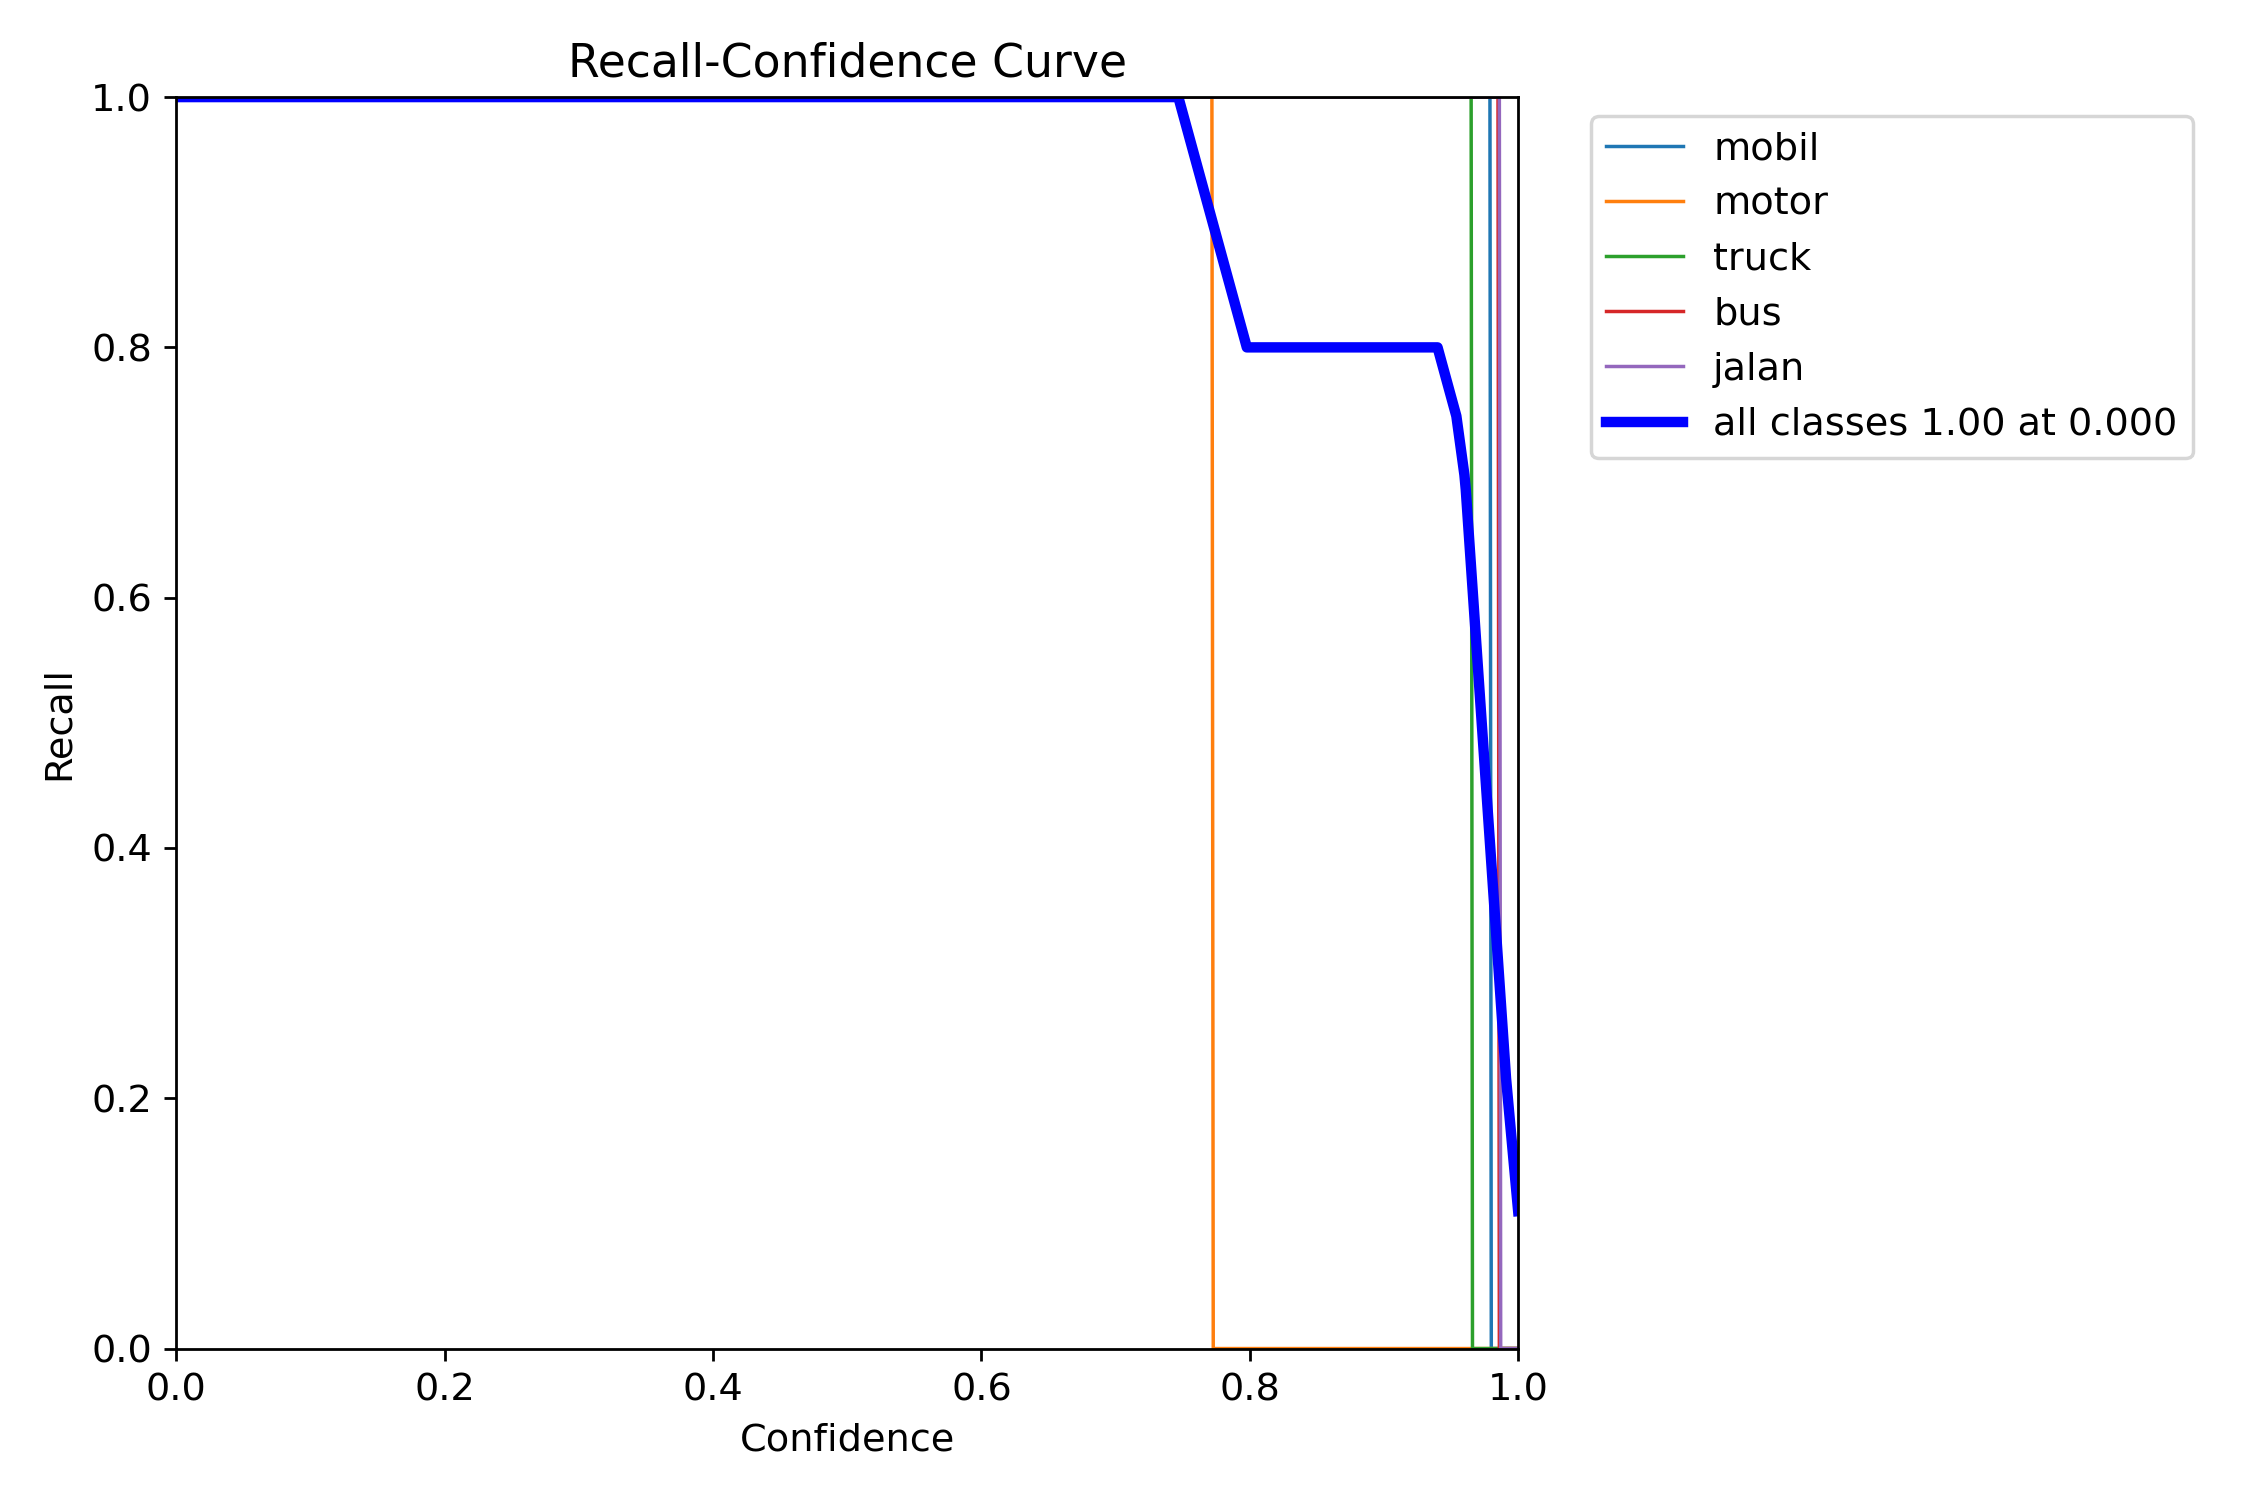 Recall-Confidence Curve
1.0
0.8
0.6
0.4
0.2
0.0
Recall
0.0 0.2 0.4 0.6 0.8 1.0
Confidence
mobil
motor
truck
bus
jalan
all classes 1.00 at 0.000